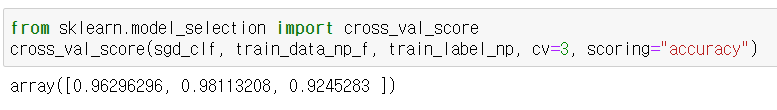 from sklearn.model_selection import cross_val_score
cross_val_score(sgd_clf, train_data_np_f, train_label_np, cv=3, scoring="accuracy")
array([0.96296296, 0.98113208, 0.9245283 ])